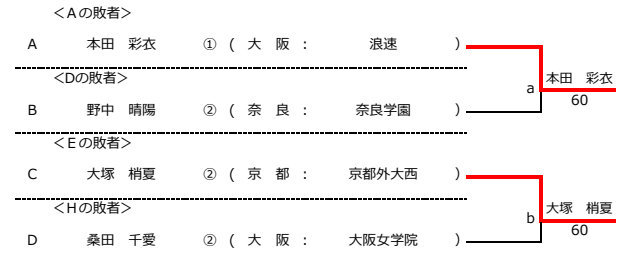 ＜Aの敗者＞
A 本田 彩衣 ① ( 大 阪 : 浪速 )
＜Dの敗者＞
a 本田 彩衣
60
B 野中 晴陽 ② ( 奈 良 : 奈良学園 )
＜Eの敗者＞
C 大塚 梢夏 ② ( 京 都 : 京都外大西 )
＜Hの敗者＞
b 大塚 梢夏
60
D 桑田 千愛 ② ( 大 阪 : 大阪女学院 )